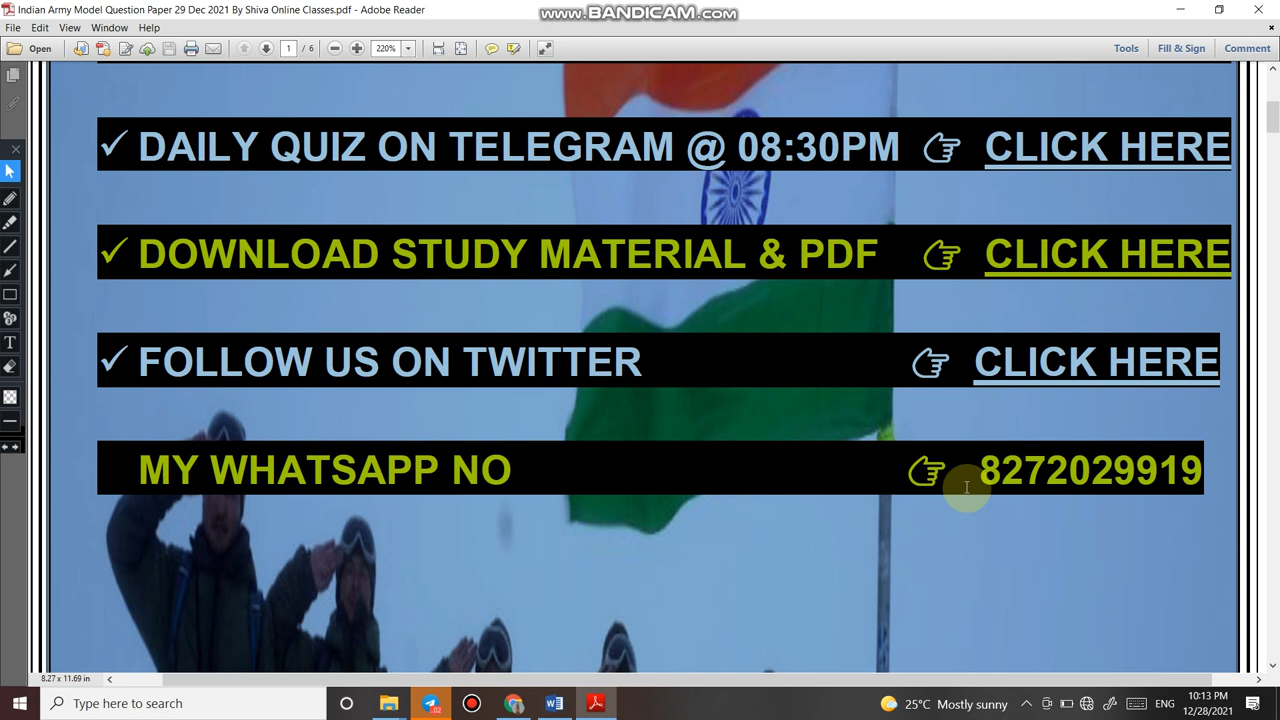 Indian Army Model Question Paper 29 Dec 2021 By Shiva Online Classes.pdf - Adobe Reader
www.BANDICAM.com
File Edit View Window Help
Open 1 / 6 220% Tools Fill & Sign Comment
✓ DAILY QUIZ ON TELEGRAM @ 08:30PM 👉 CLICK HERE
✓ DOWNLOAD STUDY MATERIAL & PDF 👉 CLICK HERE
✓ FOLLOW US ON TWITTER 👉 CLICK HERE
MY WHATSAPP NO 👉 8272029919
8.27 x 11.69 in
Type here to search
25°C Mostly sunny
ENG
10:13 PM
12/28/2021